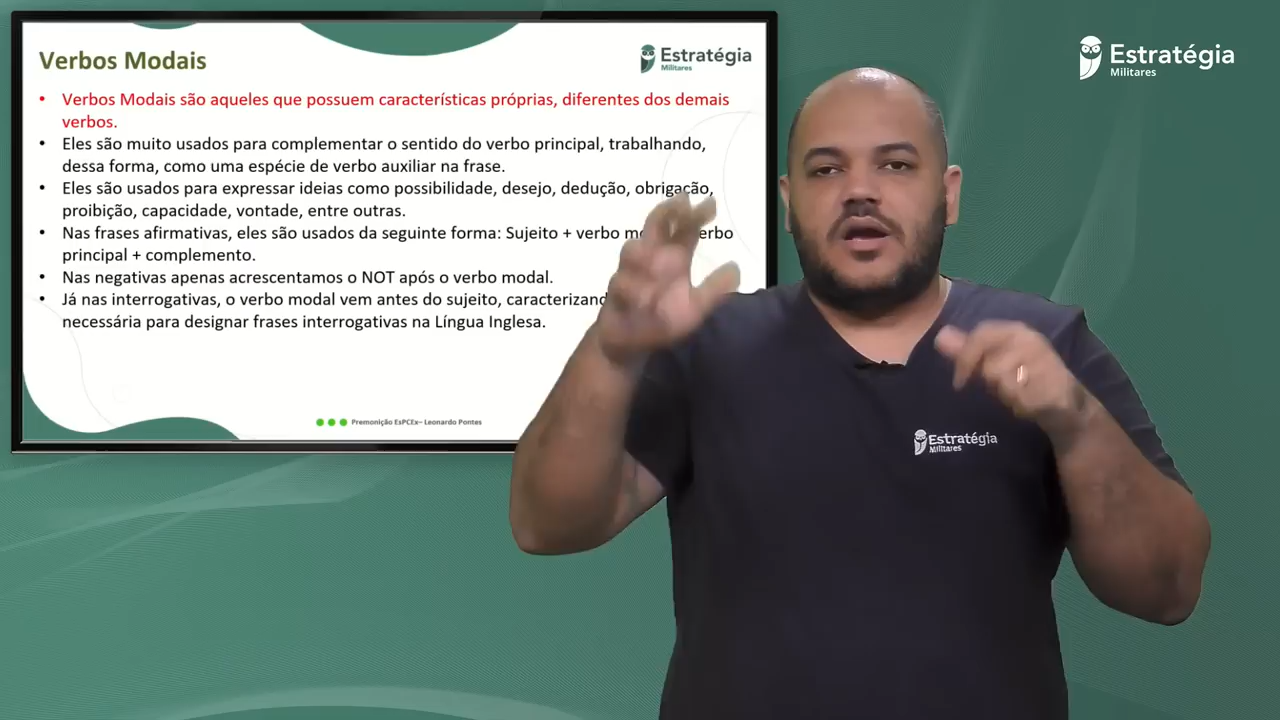 Verbos Modais
Estratégia
Militares
• Verbos Modais são aqueles que possuem características próprias, diferentes dos demais
verbos.
• Eles são muito usados para complementar o sentido do verbo principal, trabalhando,
dessa forma, como uma espécie de verbo auxiliar na frase.
• Eles são usados para expressar ideias como possibilidade, desejo, dedução, obrigação,
proibição, capacidade, vontade, entre outras.
• Nas frases afirmativas, eles são usados da seguinte forma: Sujeito + verbo
principal + complemento.
• Nas negativas apenas acrescentamos o NOT após o verbo modal.
• Já nas interrogativas, o verbo modal vem antes do sujeito,
necessária para designar frases interrogativas na Língua Inglesa.
Premonição EsPCEx– Leonardo Pontes
Estratégia
Militares
Estratégia
Militares